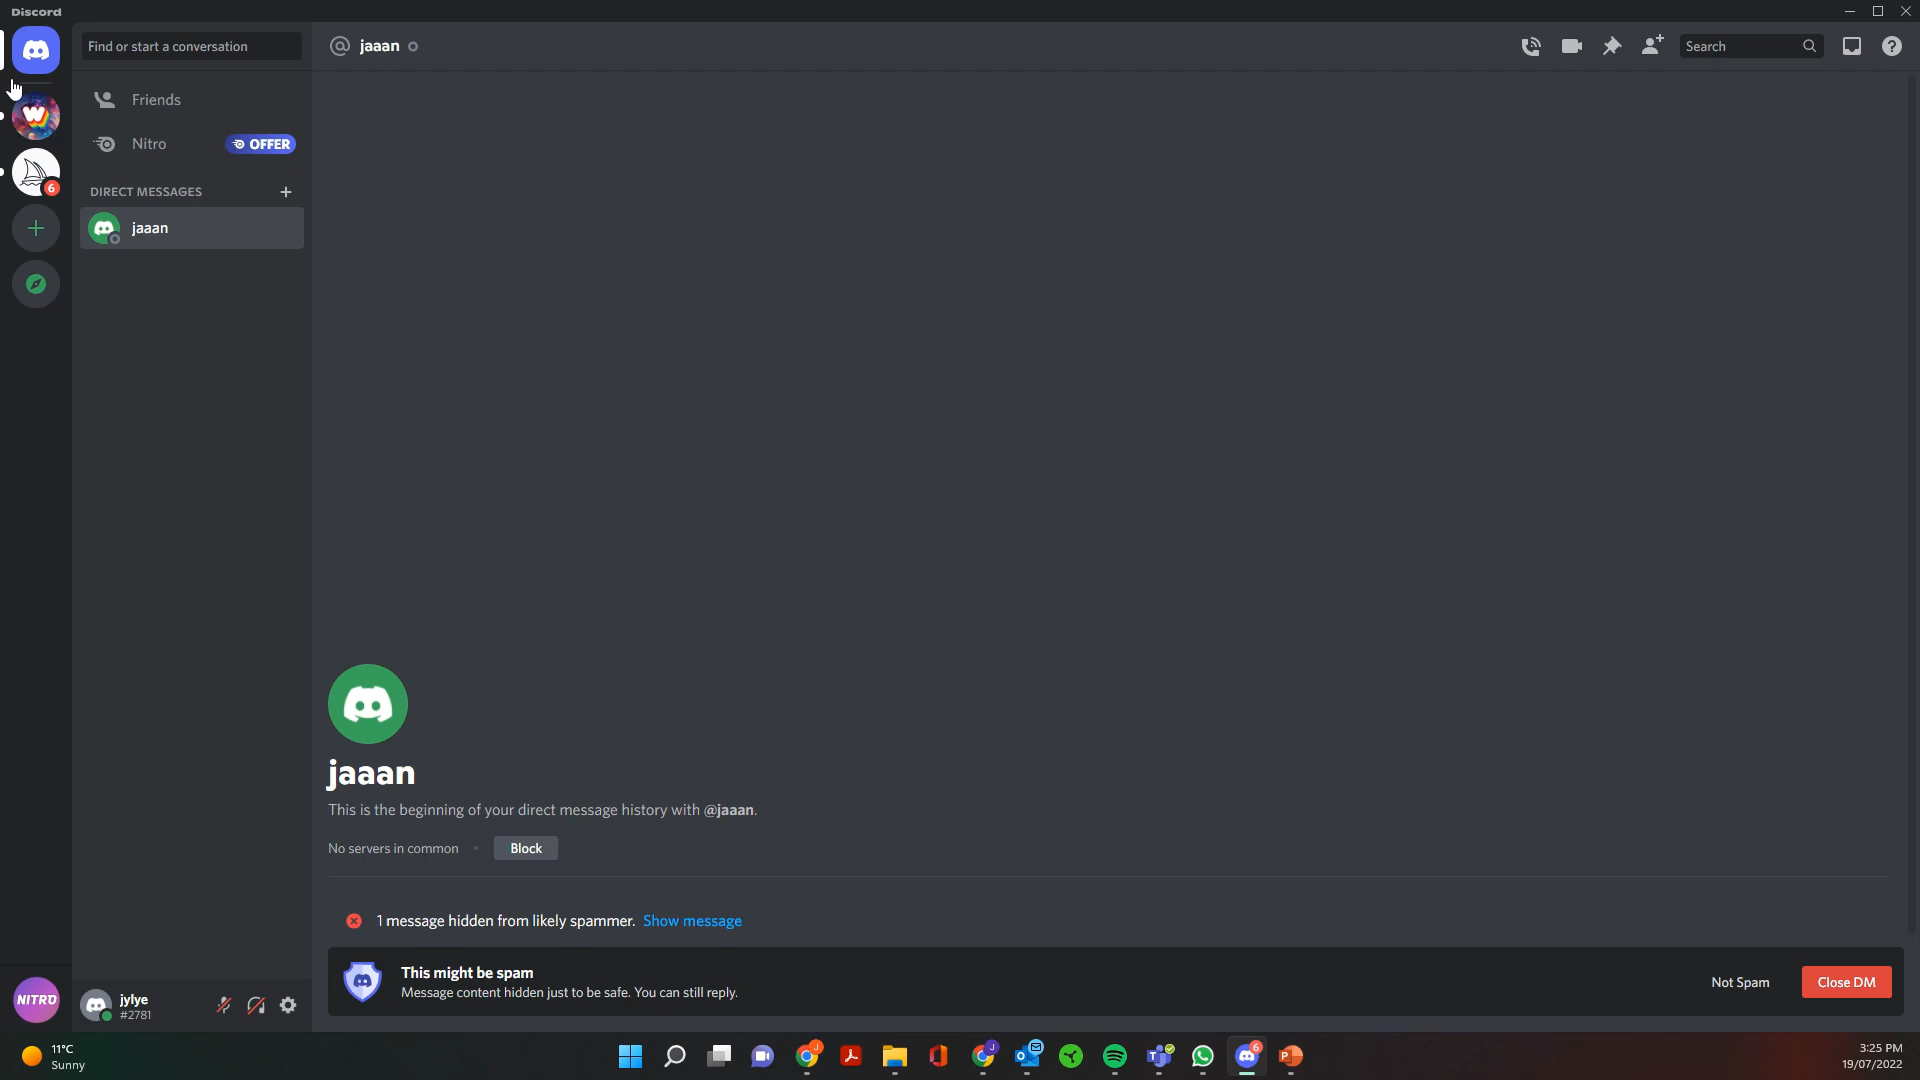 Discord
Find or start a conversation
jaaan
Search
Friends
Nitro
OFFER
6
DIRECT MESSAGES
jaaan
jaaan
This is the beginning of your direct message history with @jaaan.
No servers in common
Block
1 message hidden from likely spammer. Show message
This might be spam
Message content hidden just to be safe. You can still reply.
Not Spam
Close DM
NITRO
jylye
#2781
11°C
Sunny
3:25 PM
19/07/2022